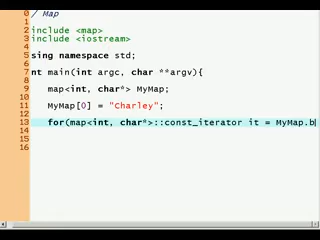 0 / Map
1
2 include <map>
3 include <iostream>
4
5 sing namespace std;
6
7 nt main(int argc, char **argv){
8
9 map<int, char*> MyMap;
10
11 MyMap[0] = "Charley";
12
13 for(map<int, char*>::const_iterator it = MyMap.b
14
15
16